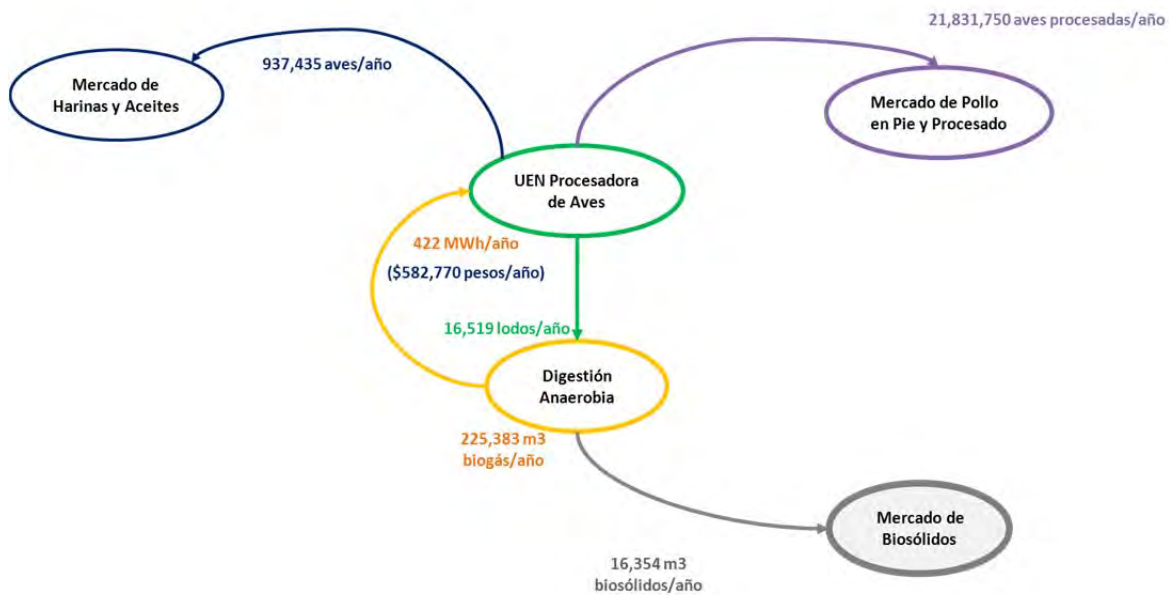 21,831,750 aves procesadas/año
937,435 aves/año
Mercado de
Harinas y Aceites
Mercado de Pollo
en Pie y Procesado
UEN Procesadora
de Aves
422 MWh/año
($582,770 pesos/año)
16,519 lodos/año
Digestión
Anaerobia
225,383 m3
biogás/año
Mercado de
Biosólidos
16,354 m3
biosólidos/año